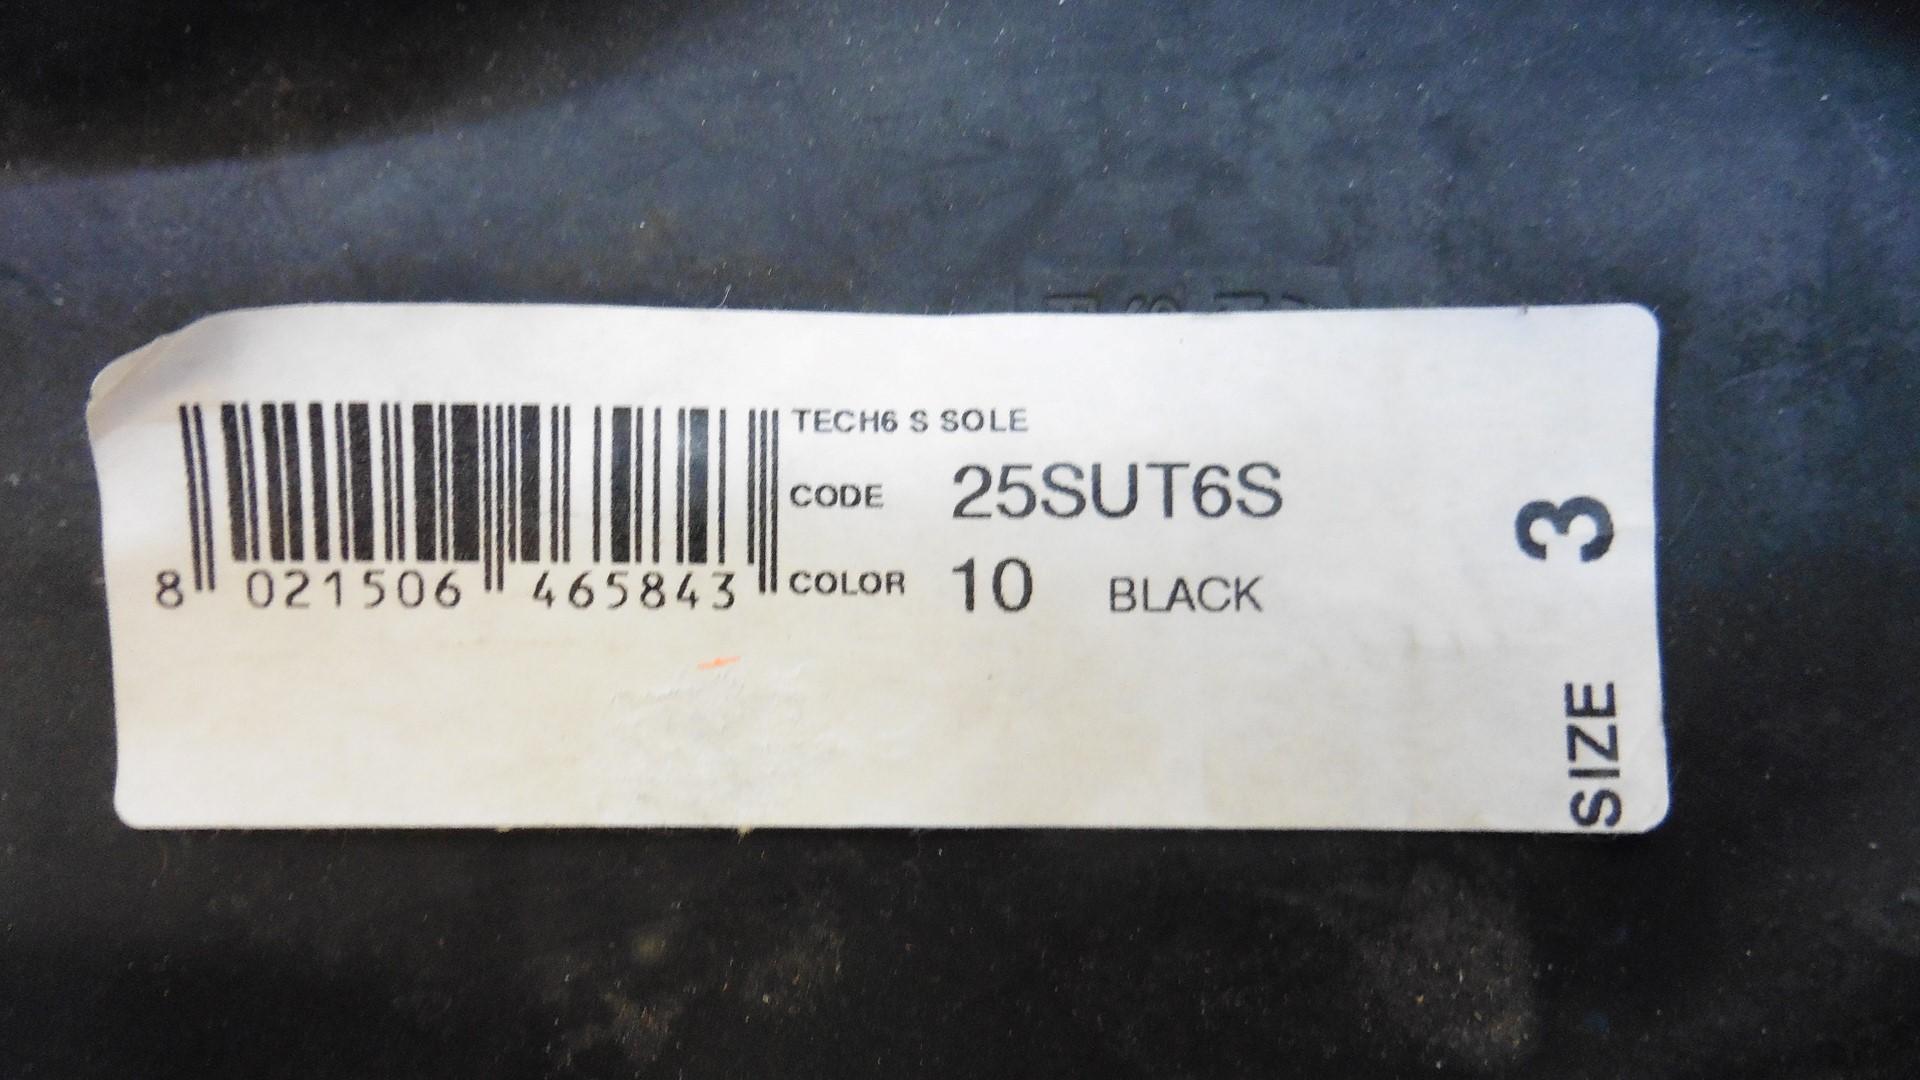 TECH6 S SOLE
CODE 25SUT6S
COLOR 10 BLACK
8 021506 465843
SIZE 3